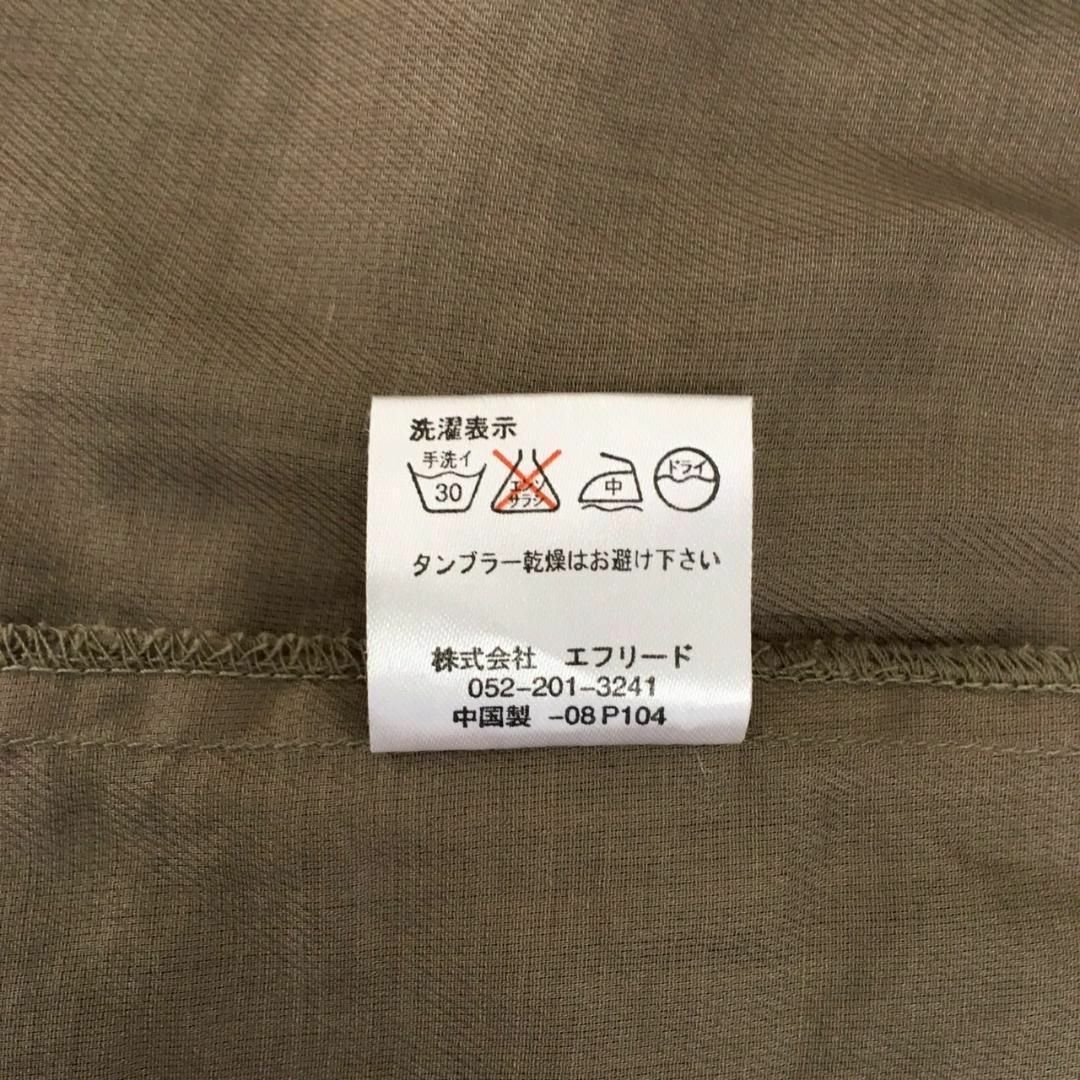 洗濯表示
手洗イ
30
エンソ
サラシ
中
ドライ
タンブラー乾燥はお避け下さい
株式会社 エフリード
052-201-3241
中国製 -08P104